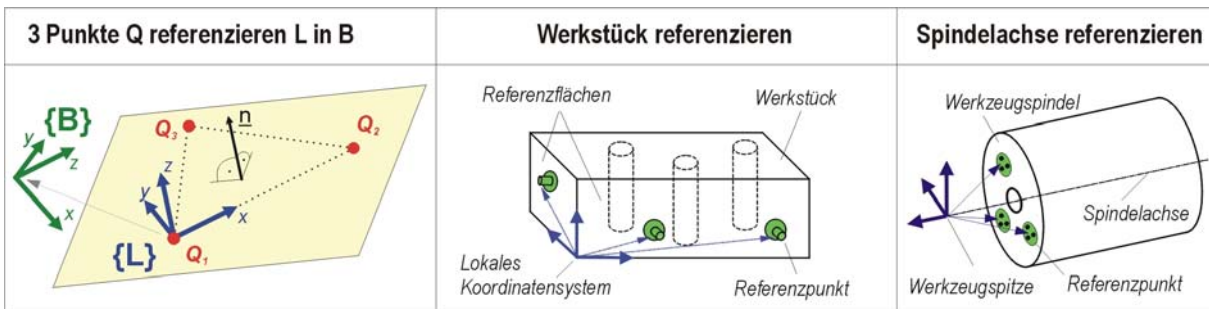 3 Punkte Q referenzieren L in B
Werkstück referenzieren
Spindelachse referenzieren
{B}
y
z
x
Q3
n
Q2
z
y
x
{L}
Q1
Referenzflächen
Werkstück
Lokales
Koordinatensystem
Referenzpunkt
Werkzeugspindel
Spindelachse
Werkzeugspitze
Referenzpunkt